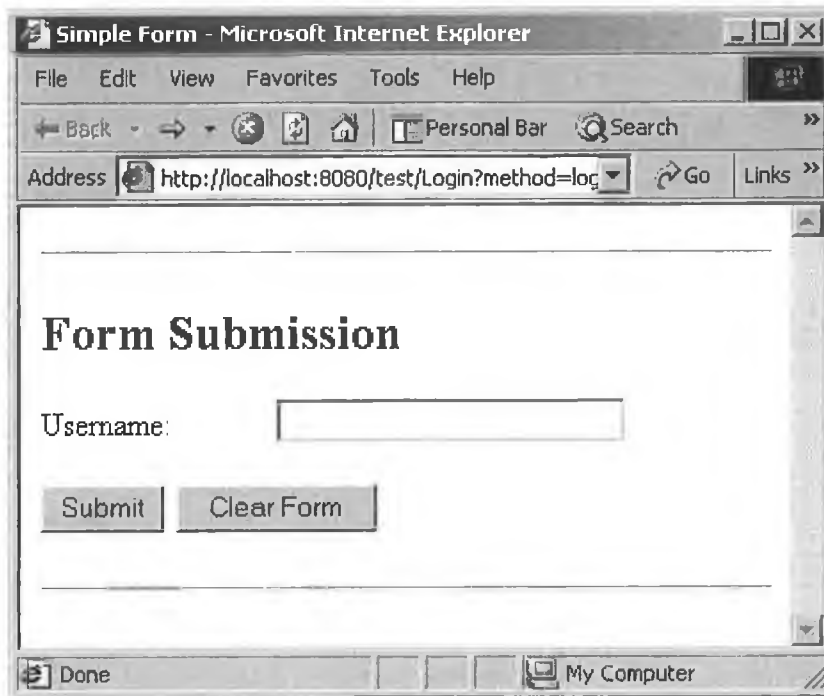 Simple Form - Microsoft Internet Explorer
File Edit View Favorites Tools Help
Back Personal Bar Search »
Address http://localhost:8080/test/Login?method=log Go Links »
Form Submission
Username:
Submit Clear Form
Done My Computer